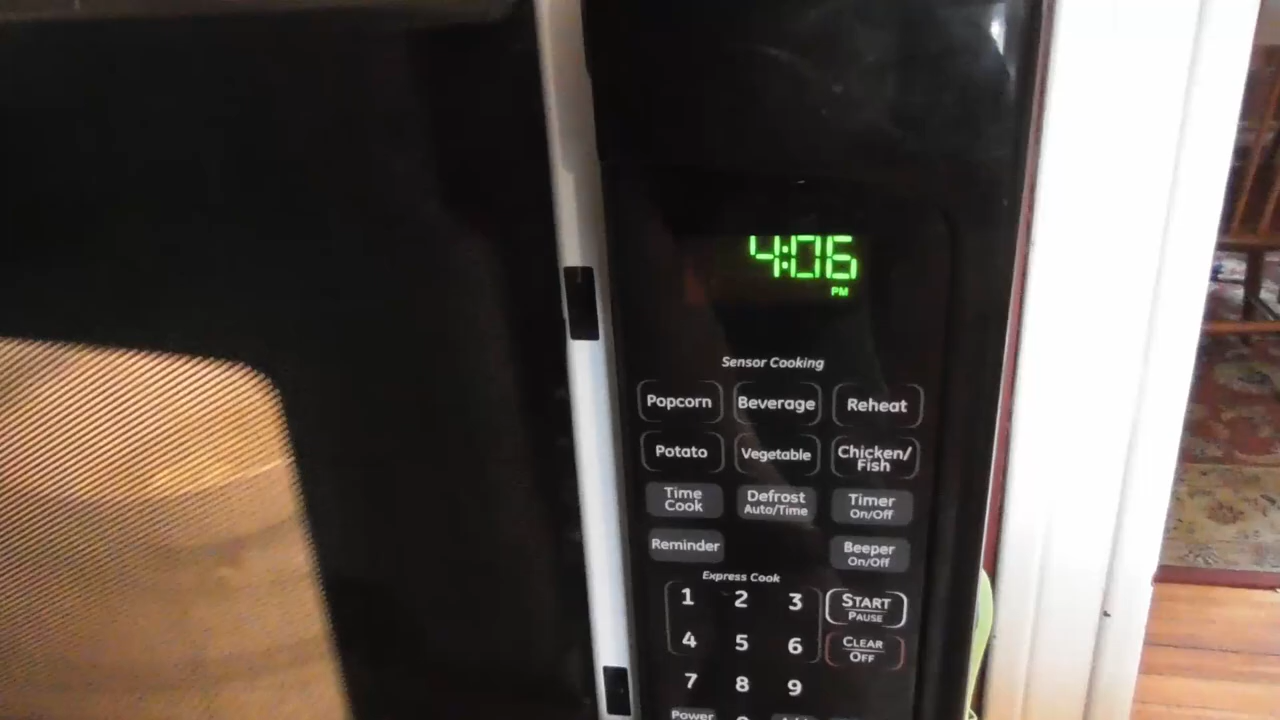 4:06
PM
Sensor Cooking
Popcorn Beverage Reheat
Potato Vegetable Chicken/
Fish
Time Cook Defrost Auto/Time Timer On/Off
Reminder Beeper On/Off
Express Cook
1 2 3 START PAUSE
4 5 6 CLEAR OFF
7 8 9
Power